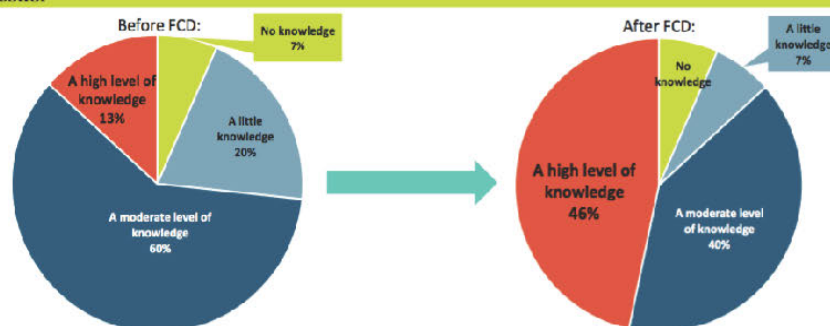 Before FCD:
No knowledge
7%
A high level of
knowledge
13%
A little
knowledge
20%
A moderate level of
knowledge
60%
After FCD:
A little
knowledge
7%
No
knowledge
A high level of
knowledge
46%
A moderate level
of knowledge
40%